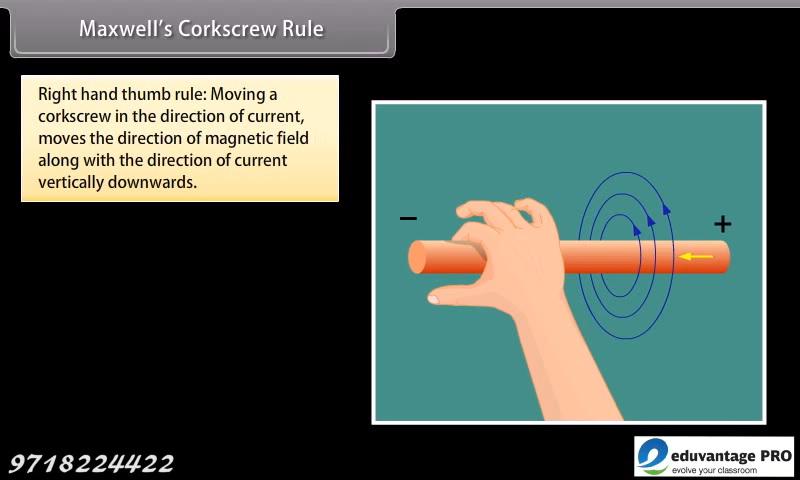 Maxwell's Corkscrew Rule
Right hand thumb rule: Moving a
corkscrew in the direction of current,
moves the direction of magnetic field
along with the direction of current
vertically downwards.
− +
9718224422
eduvantage PRO
evolve your classroom